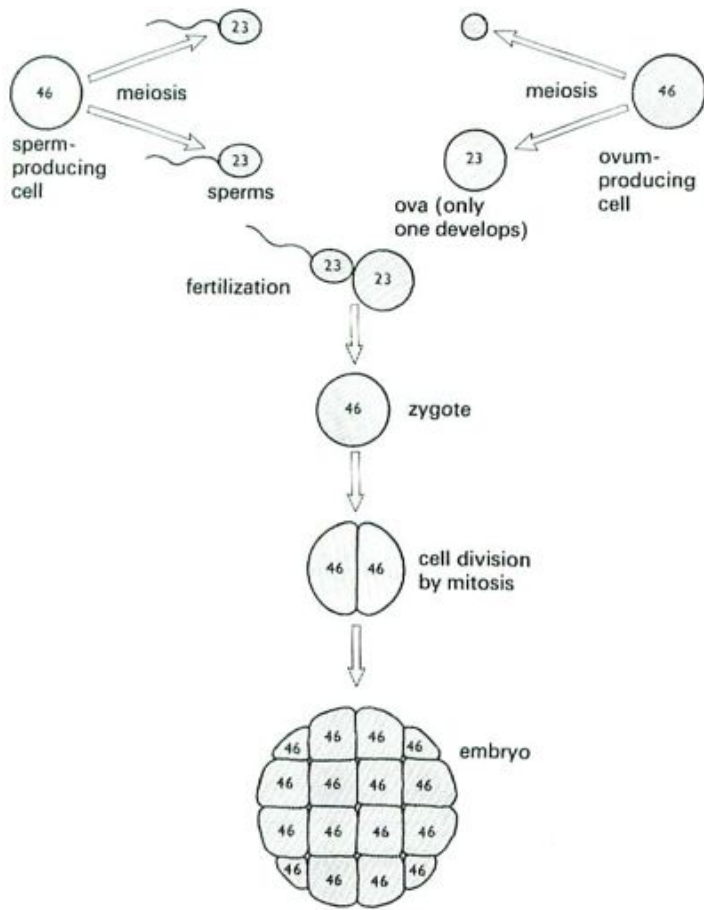 23
46
meiosis
sperm-
producing
cell
23
sperms
46
meiosis
23
ova (only
one develops)
ovum-
producing
cell
fertilization
23
23
46
zygote
46 46
cell division
by mitosis
embryo
46 46 46 46
46 46 46 46
46 46 46 46
46 46 46 46